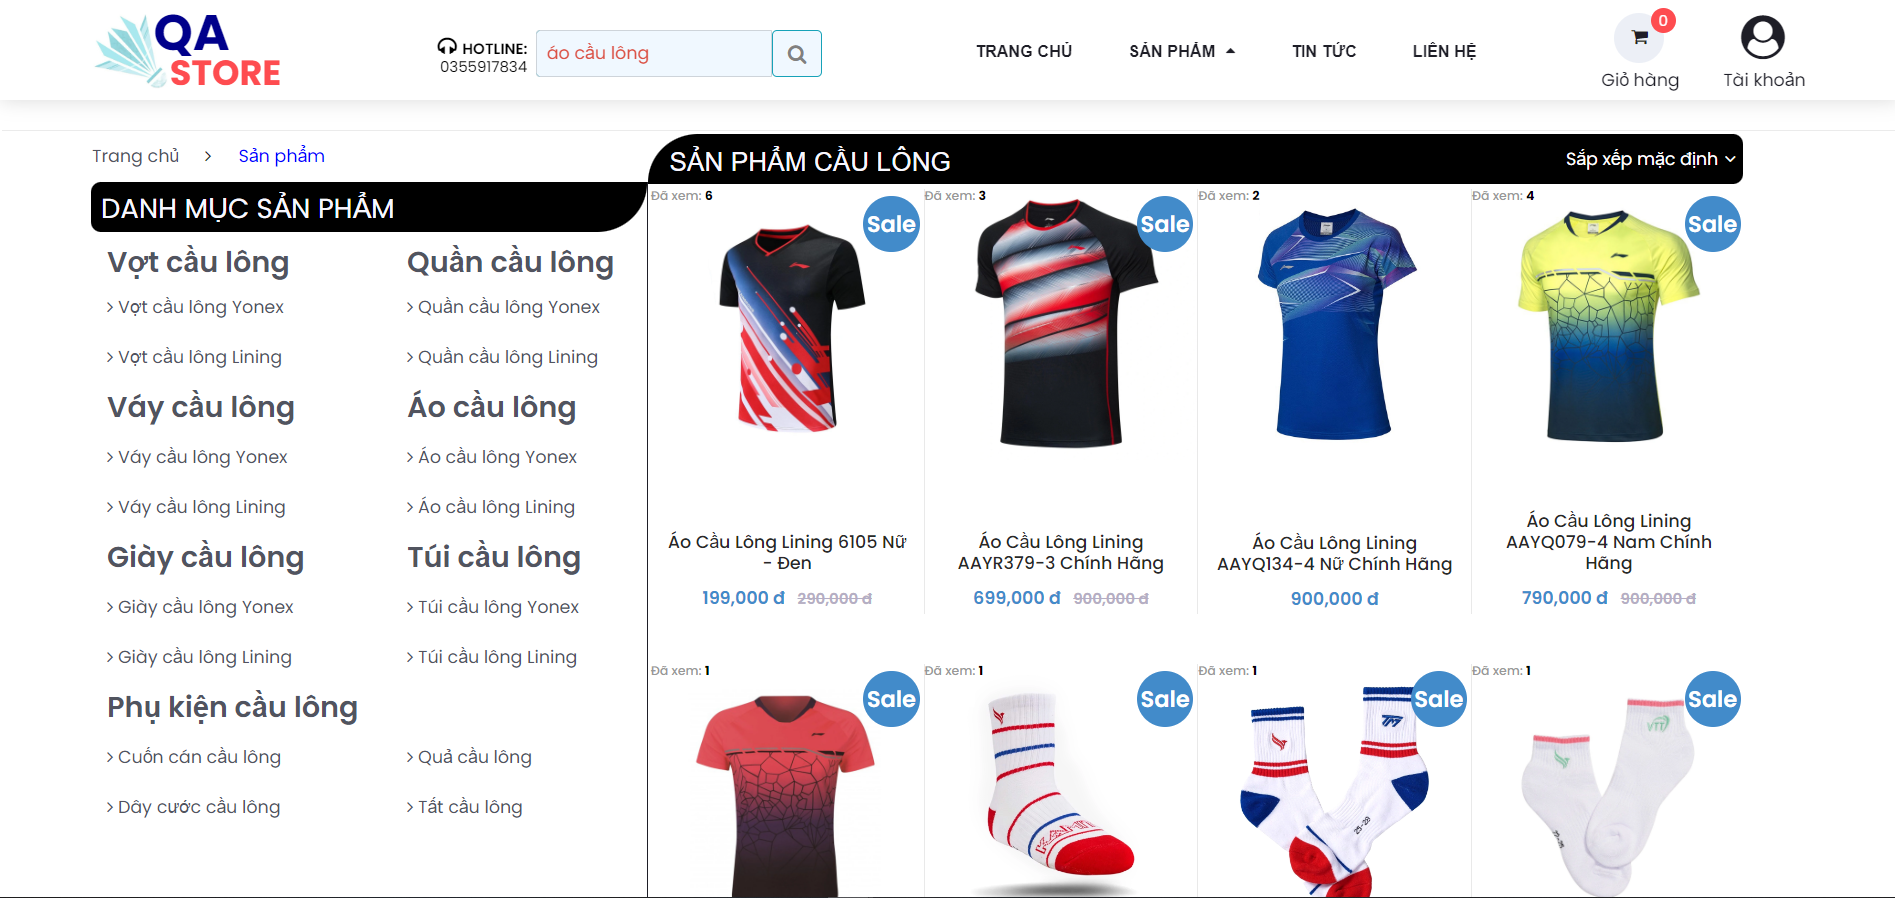 QA
STORE
HOTLINE:
0355917834
áo cầu lông
TRANG CHỦ
SẢN PHẨM
TIN TỨC
LIÊN HỆ
0
Giỏ hàng
Tài khoản
Trang chủ > Sản phẩm
DANH MỤC SẢN PHẨM
Vợt cầu lông
Quần cầu lông
> Vợt cầu lông Yonex
> Quần cầu lông Yonex
> Vợt cầu lông Lining
> Quần cầu lông Lining
Váy cầu lông
Áo cầu lông
> Váy cầu lông Yonex
> Áo cầu lông Yonex
> Váy cầu lông Lining
> Áo cầu lông Lining
Giày cầu lông
Túi cầu lông
> Giày cầu lông Yonex
> Túi cầu lông Yonex
> Giày cầu lông Lining
> Túi cầu lông Lining
Phụ kiện cầu lông
> Cuốn cán cầu lông
> Quả cầu lông
> Dây cước cầu lông
> Tất cầu lông
SẢN PHẨM CẦU LÔNG
Sắp xếp mặc định
Đã xem: 6
Sale
Áo Cầu Lông Lining 6105 Nữ
- Đen
199,000 đ 290,000 đ
Đã xem: 3
Sale
Áo Cầu Lông Lining
AAYR379-3 Chính Hãng
699,000 đ 900,000 đ
Đã xem: 2
Áo Cầu Lông Lining
AAYQ134-4 Nữ Chính Hãng
900,000 đ
Đã xem: 4
Sale
Áo Cầu Lông Lining
AAYQ079-4 Nam Chính
Hãng
790,000 đ 900,000 đ
Đã xem: 1
Sale
Đã xem: 1
Sale
Đã xem: 1
Sale
25-28
Đã xem: 1
Sale
VTT